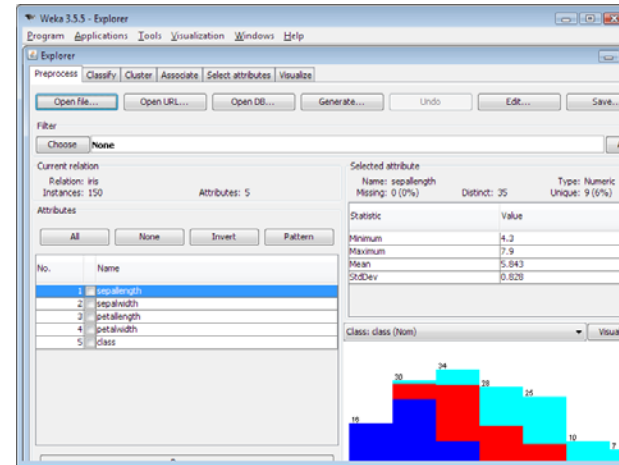 Weka 3.5.5 - Explorer
Program Applications Tools Visualization Windows Help
Explorer
Preprocess Classify Cluster Associate Select attributes Visualize
Open file... Open URL... Open DB... Generate... Undo Edit... Save...
Filter
Choose None
Current relation
Relation: iris
Instances: 150 Attributes: 5
Attributes
All None Invert Pattern
No. Name
1 sepallength
2 sepalwidth
3 petallength
4 petalwidth
5 class
Selected attribute
Name: sepallength Type: Numeric
Missing: 0 (0%) Distinct: 35 Unique: 9 (6%)
Statistic Value
Minimum 4.3
Maximum 7.9
Mean 5.843
StdDev 0.828
Class: class (Nom) Visua
16 30 34 28 25 10 7